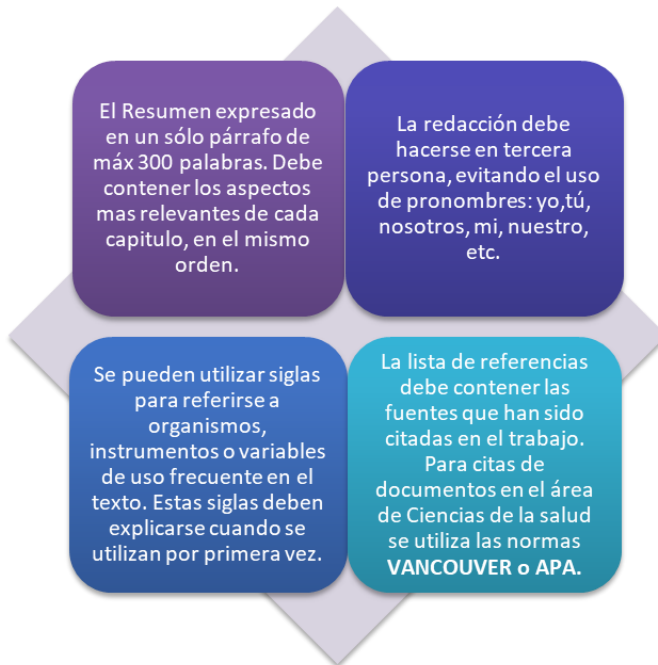 El Resumen expresado
en un sólo párrafo de
máx 300 palabras. Debe
contener los aspectos
mas relevantes de cada
capitulo, en el mismo
orden.
La redacción debe
hacerse en tercera
persona, evitando el uso
de pronombres: yo,tú,
nosotros, mi, nuestro,
etc.
Se pueden utilizar siglas
para referirse a
organismos,
instrumentos o variables
de uso frecuente en el
texto. Estas siglas deben
explicarse cuando se
utilizan por primera vez.
La lista de referencias
debe contener las
fuentes que han sido
citadas en el trabajo.
Para citas de
documentos en el área
de Ciencias de la salud
se utiliza las normas
VANCOUVER o APA.